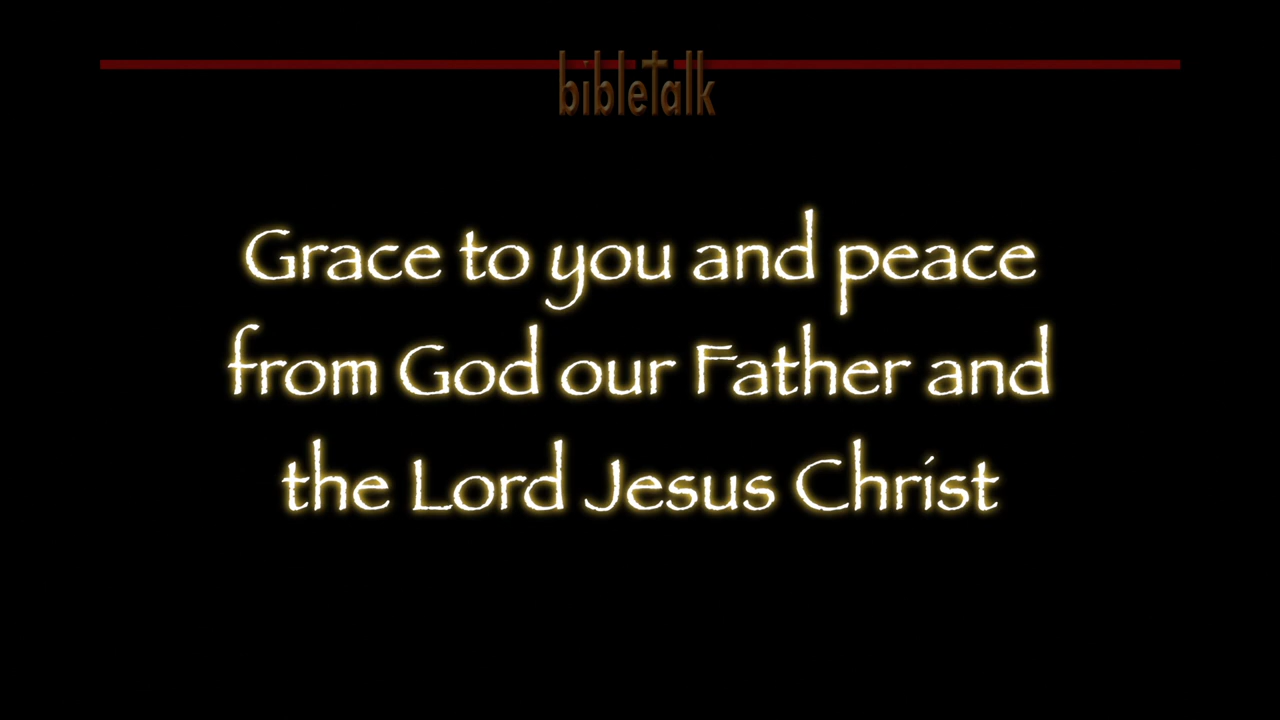 bibleTalk
Grace to you and peace
from God our Father and
the Lord Jesus Christ